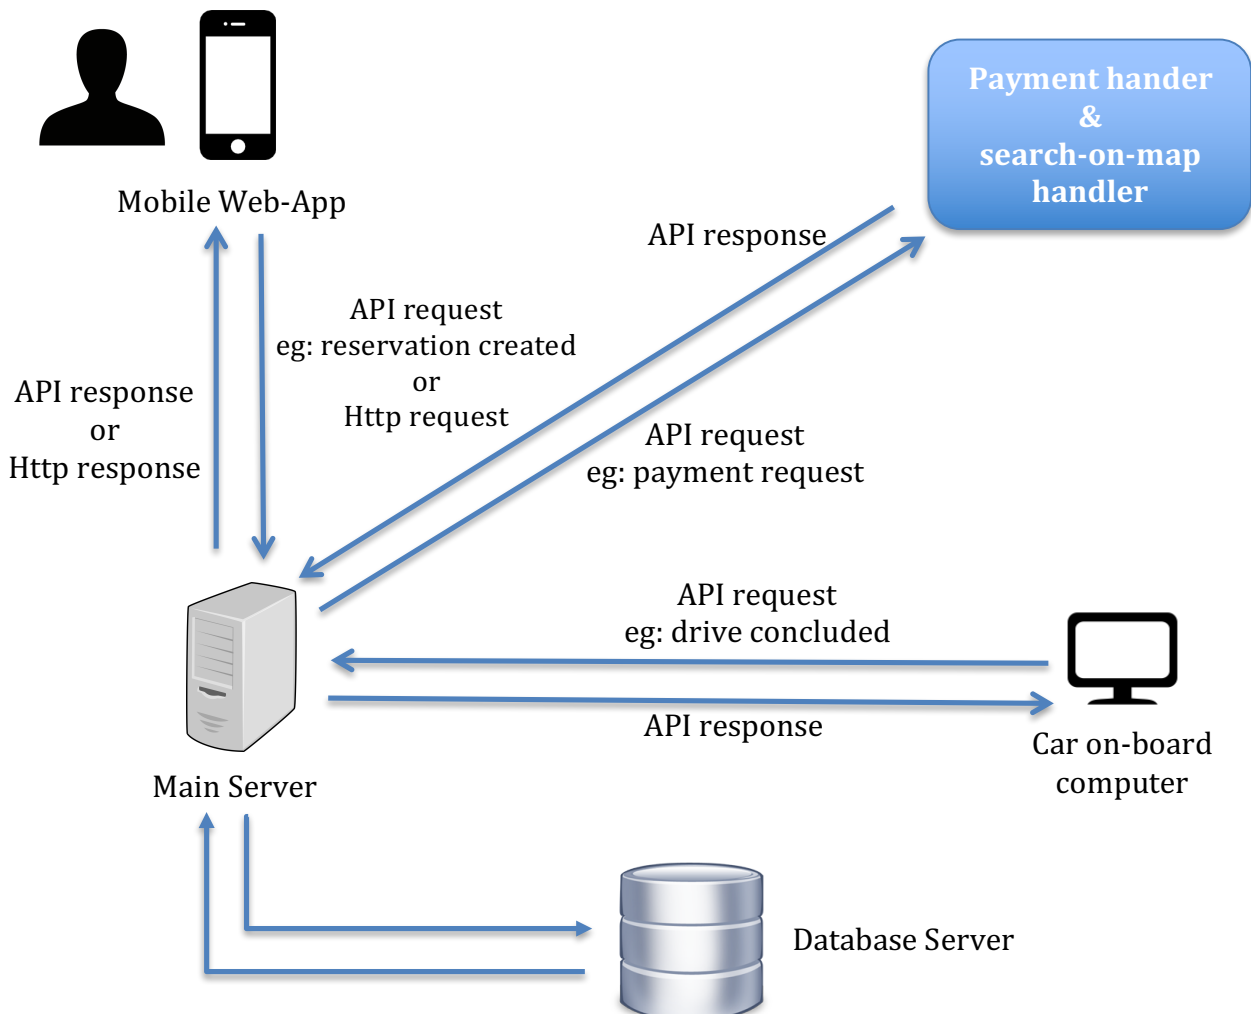 Payment hander
&
search-on-map
handler
Mobile Web-App
API response
API request
eg: reservation created
or
Http request
API response
or
Http response
API request
eg: payment request
API request
eg: drive concluded
API response
Car on-board
computer
Main Server
Database Server